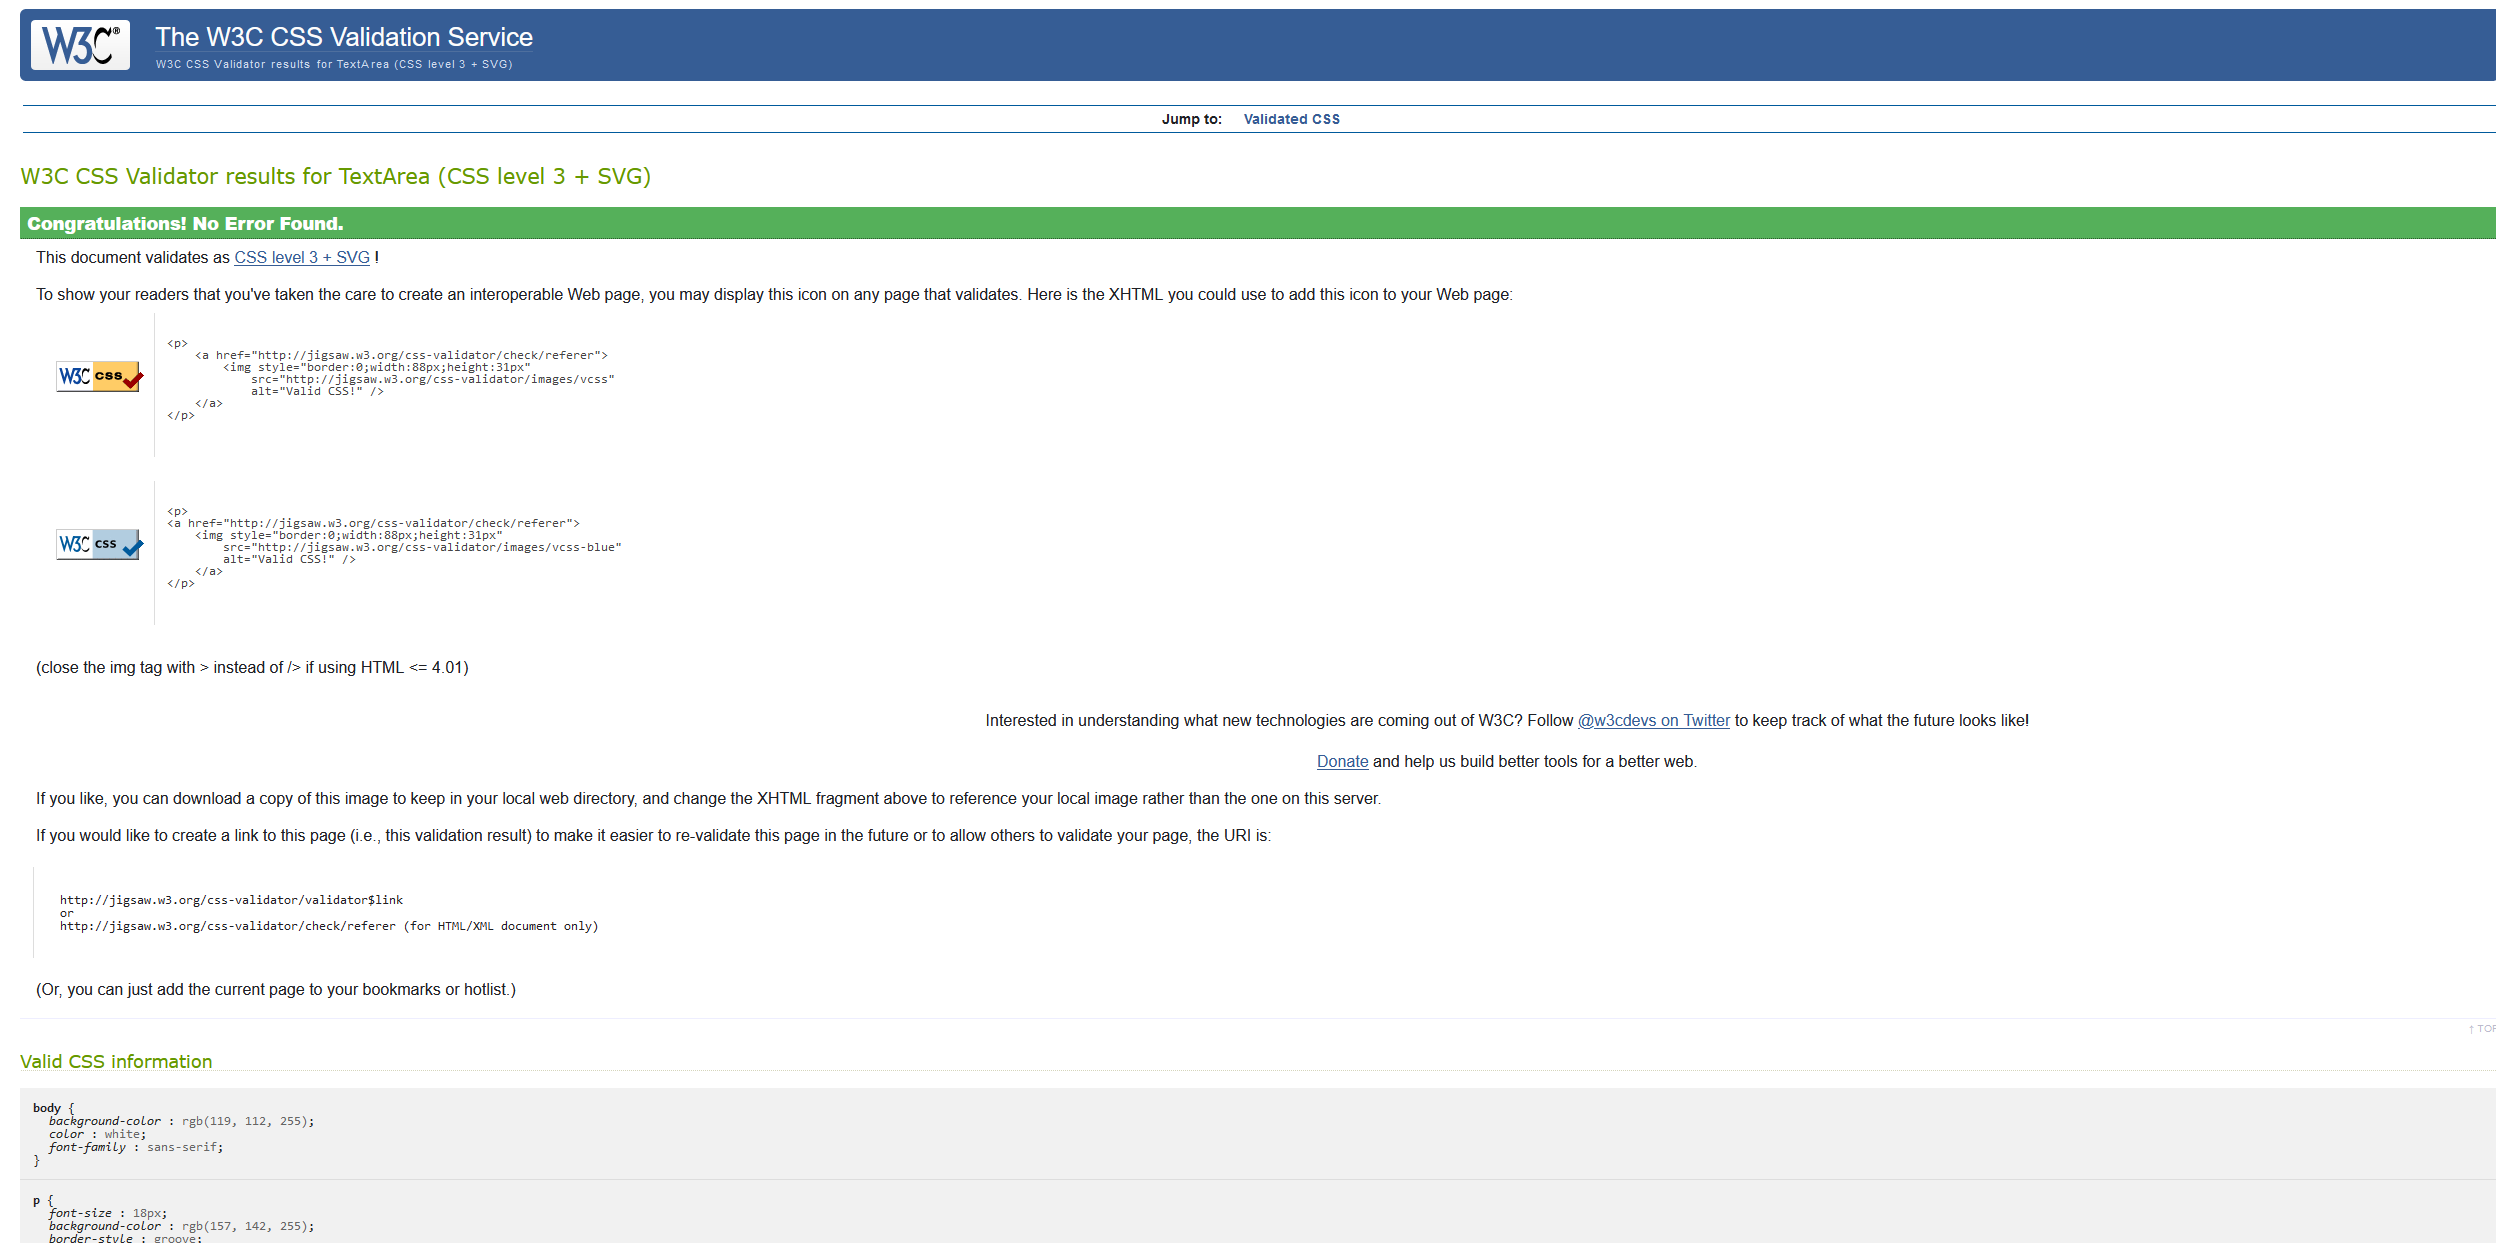 W3C®
The W3C CSS Validation Service
W3C CSS Validator results for TextArea (CSS level 3 + SVG)
Jump to: Validated CSS
W3C CSS Validator results for TextArea (CSS level 3 + SVG)
Congratulations! No Error Found.
This document validates as CSS level 3 + SVG !
To show your readers that you've taken the care to create an interoperable Web page, you may display this icon on any page that validates. Here is the XHTML you could use to add this icon to your Web page:
W3C CSS
<p>
<a href="http://jigsaw.w3.org/css-validator/check/referer">
<img style="border:0;width:88px;height:31px"
src="http://jigsaw.w3.org/css-validator/images/vcss"
alt="Valid CSS!" />
</a>
</p>
W3C CSS
<p>
<a href="http://jigsaw.w3.org/css-validator/check/referer">
<img style="border:0;width:88px;height:31px"
src="http://jigsaw.w3.org/css-validator/images/vcss-blue"
alt="Valid CSS!" />
</a>
</p>
(close the img tag with > instead of /> if using HTML <= 4.01)
Interested in understanding what new technologies are coming out of W3C? Follow @w3cdevs on Twitter to keep track of what the future looks like!
Donate and help us build better tools for a better web.
If you like, you can download a copy of this image to keep in your local web directory, and change the XHTML fragment above to reference your local image rather than the one on this server.
If you would like to create a link to this page (i.e., this validation result) to make it easier to re-validate this page in the future or to allow others to validate your page, the URI is:
http://jigsaw.w3.org/css-validator/validator$link
or
http://jigsaw.w3.org/css-validator/check/referer (for HTML/XML document only)
(Or, you can just add the current page to your bookmarks or hotlist.)
↑ TOP
Valid CSS information
body {
background-color : rgb(119, 112, 255);
color : white;
font-family : sans-serif;
}
p {
font-size : 18px;
background-color : rgb(157, 142, 255);
border-style : groove;